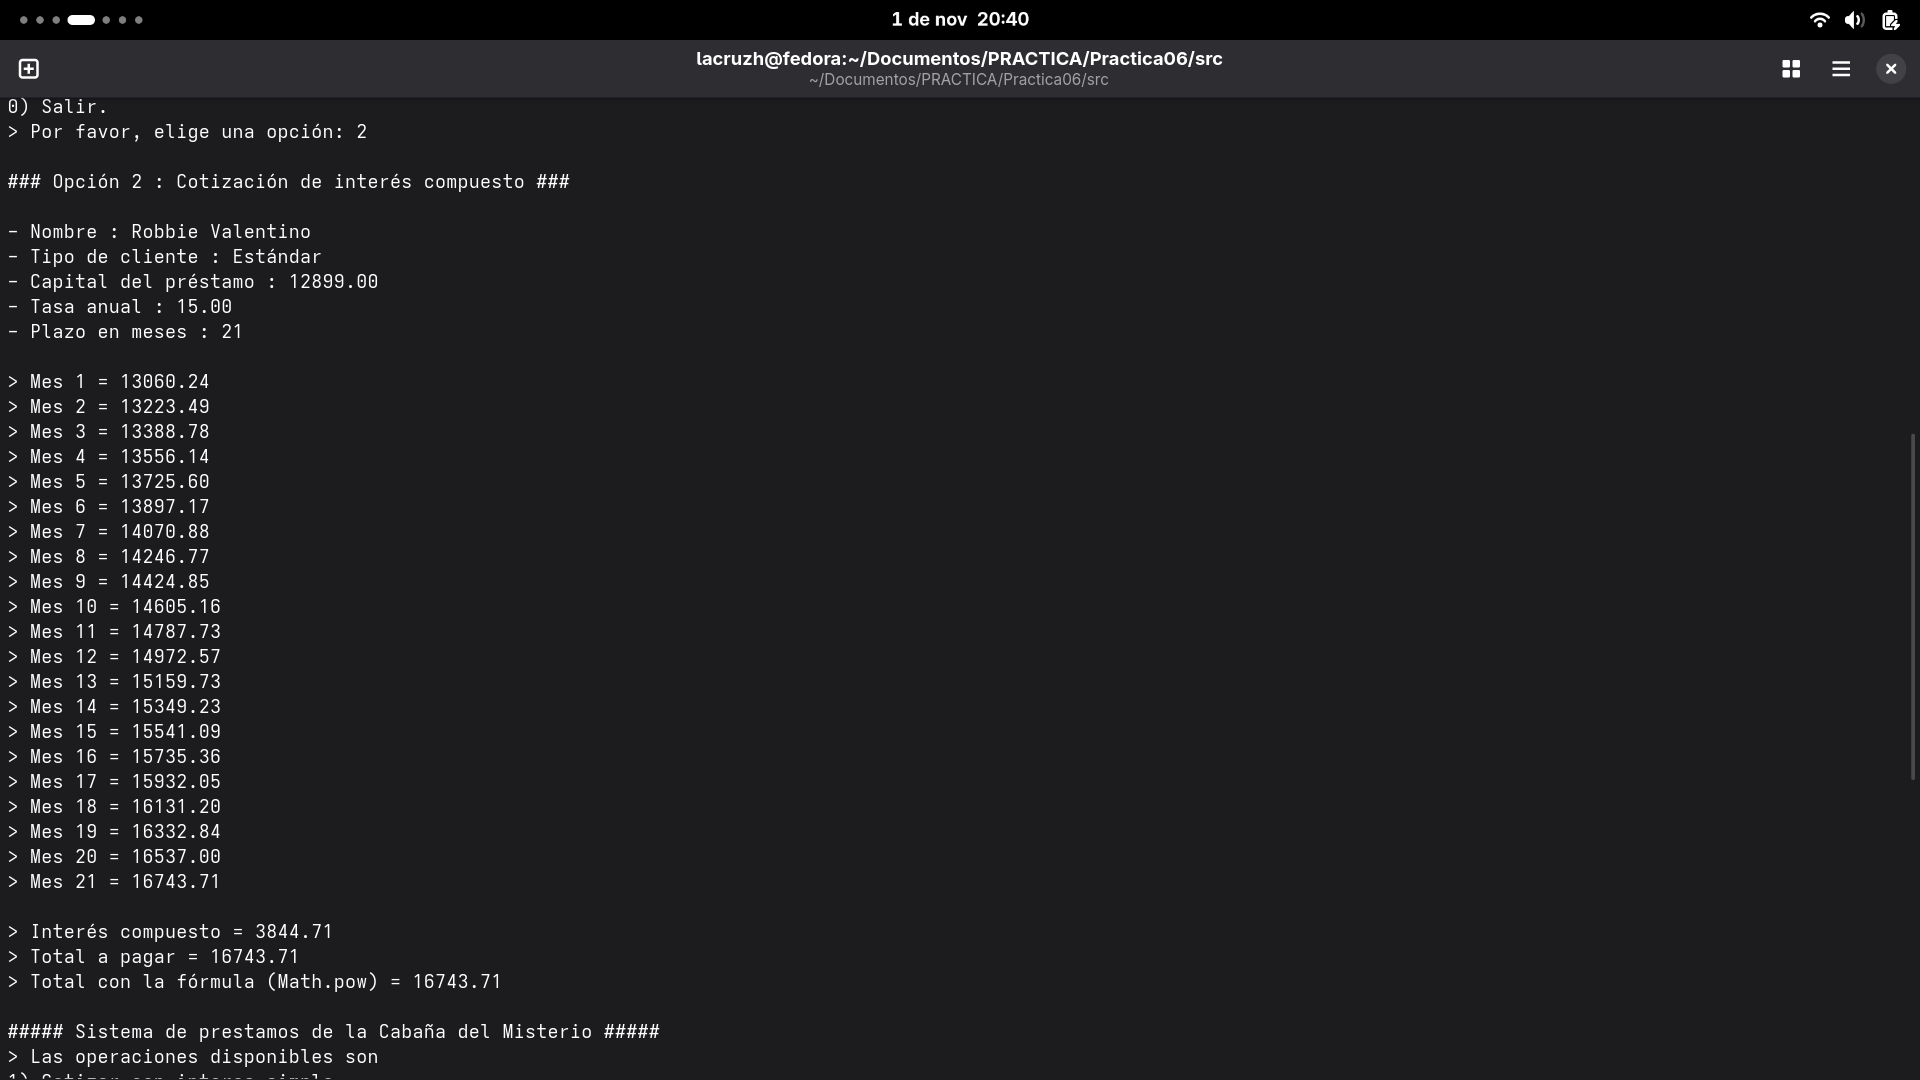 1 de nov 20:40
lacruzh@fedora:~/Documentos/PRACTICA/Practica06/src
~/Documentos/PRACTICA/Practica06/src
0) Salir.
> Por favor, elige una opción: 2
### Opción 2 : Cotización de interés compuesto ###
- Nombre : Robbie Valentino
- Tipo de cliente : Estándar
- Capital del préstamo : 12899.00
- Tasa anual : 15.00
- Plazo en meses : 21
> Mes 1 = 13060.24
> Mes 2 = 13223.49
> Mes 3 = 13388.78
> Mes 4 = 13556.14
> Mes 5 = 13725.60
> Mes 6 = 13897.17
> Mes 7 = 14070.88
> Mes 8 = 14246.77
> Mes 9 = 14424.85
> Mes 10 = 14605.16
> Mes 11 = 14787.73
> Mes 12 = 14972.57
> Mes 13 = 15159.73
> Mes 14 = 15349.23
> Mes 15 = 15541.09
> Mes 16 = 15735.36
> Mes 17 = 15932.05
> Mes 18 = 16131.20
> Mes 19 = 16332.84
> Mes 20 = 16537.00
> Mes 21 = 16743.71
> Interés compuesto = 3844.71
> Total a pagar = 16743.71
> Total con la fórmula (Math.pow) = 16743.71
##### Sistema de prestamos de la Cabaña del Misterio #####
> Las operaciones disponibles son